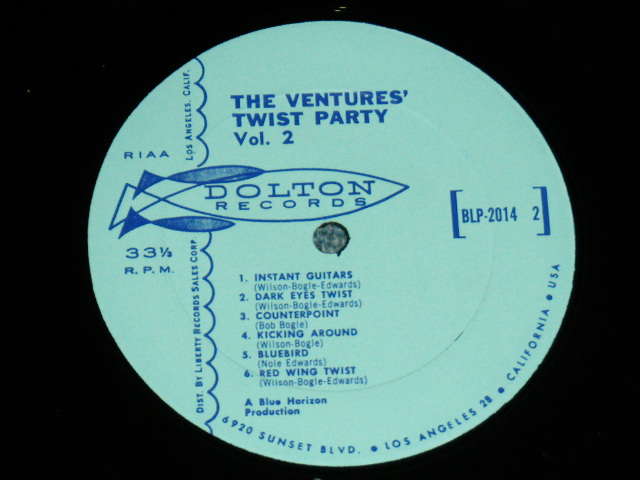 THE VENTURES'
TWIST PARTY
Vol. 2
LOS ANGELES, CALIF.
RIAA
DOLTON
RECORDS
BLP-2014 2
33⅓
R.P.M.
DIST. BY LIBERTY RECORDS SALES CORP.
1. INSTANT GUITARS
(Wilson-Bogle-Edwards)
2. DARK EYES TWIST
(Wilson-Bogle-Edwards)
3. COUNTERPOINT
(Bob Bogle)
4. KICKING AROUND
(Wilson-Bogle)
5. BLUEBIRD
(Nole Edwards)
6. RED WING TWIST
(Wilson-Bogle-Edwards)
A Blue Horizon
Production
6920 SUNSET BLVD. • LOS ANGELES 28 • CALIFORNIA • USA